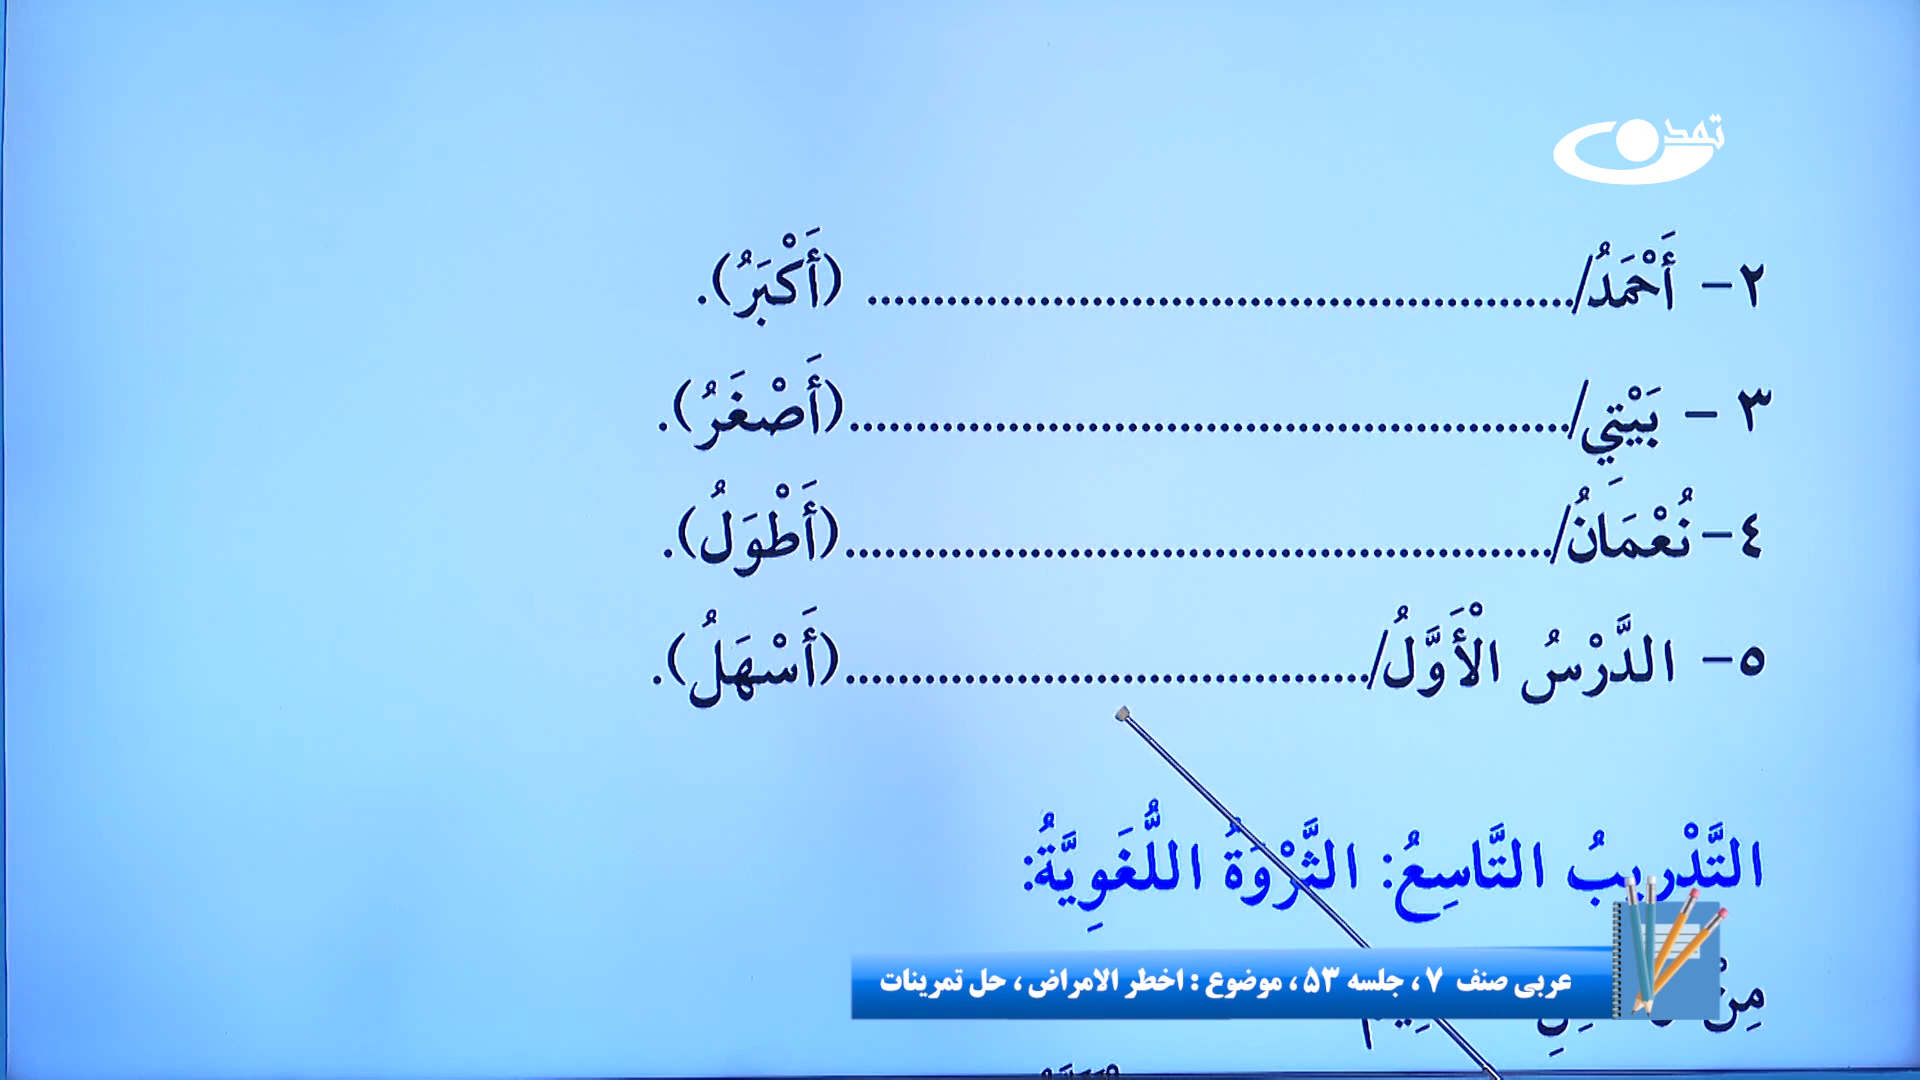 تمدن
٢- أَحْمَدُ/........................................... (أَكْبَرُ).
٣ - بَيْتِي/............................................(أَصْغَرُ).
٤- نُعْمَانُ/...........................................(أَطْوَلُ).
٥- الدَّرْسُ الْأَوَّلُ/................................(أَسْهَلُ).
التَّدْرِيبُ التَّاسِعُ: الثَّرْوَةُ اللُّغَوِيَّةُ:
عربی صنف ۷ ، جلسه ۵۳ ، موضوع : اخطر الامراض ، حل تمرینات